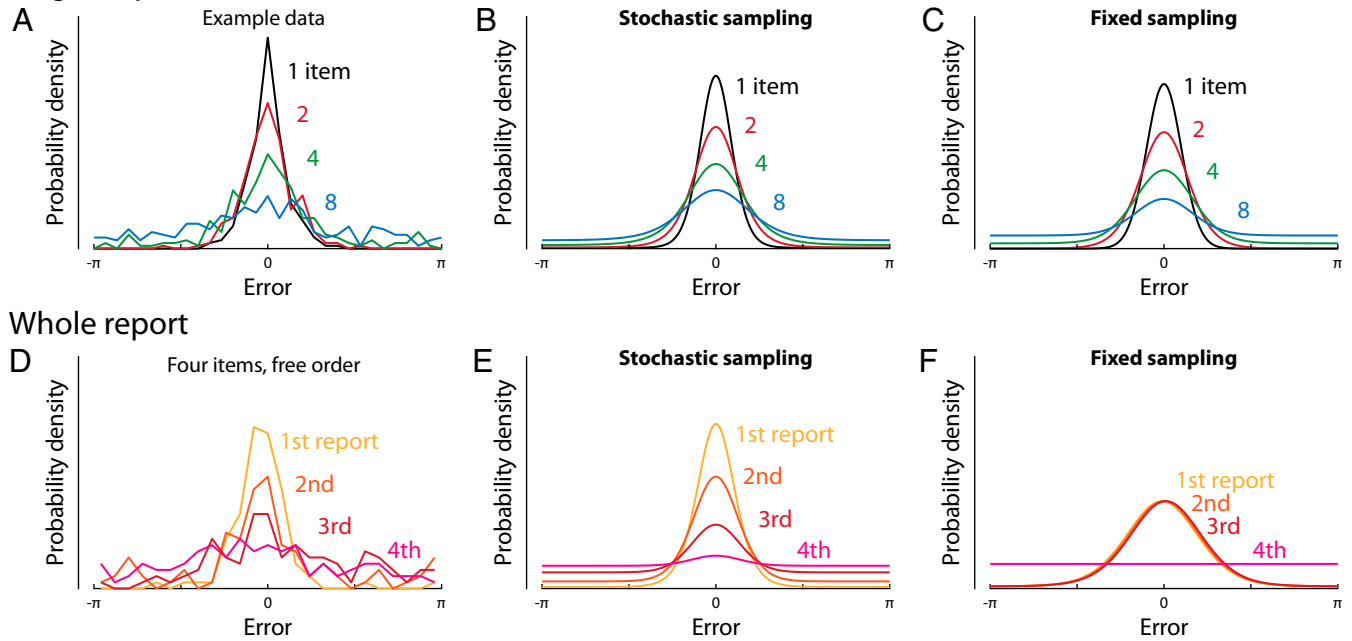 A
Example data
Probability density
1 item
2
4
8
-π
0
π
Error
B
Stochastic sampling
Probability density
1 item
2
4
8
-π
0
π
Error
C
Fixed sampling
Probability density
1 item
2
4
8
-π
0
π
Error
Whole report
D
Four items, free order
Probability density
1st report
2nd
3rd
4th
-π
0
π
Error
E
Stochastic sampling
Probability density
1st report
2nd
3rd
4th
-π
0
π
Error
F
Fixed sampling
Probability density
1st report
2nd
3rd
4th
-π
0
π
Error